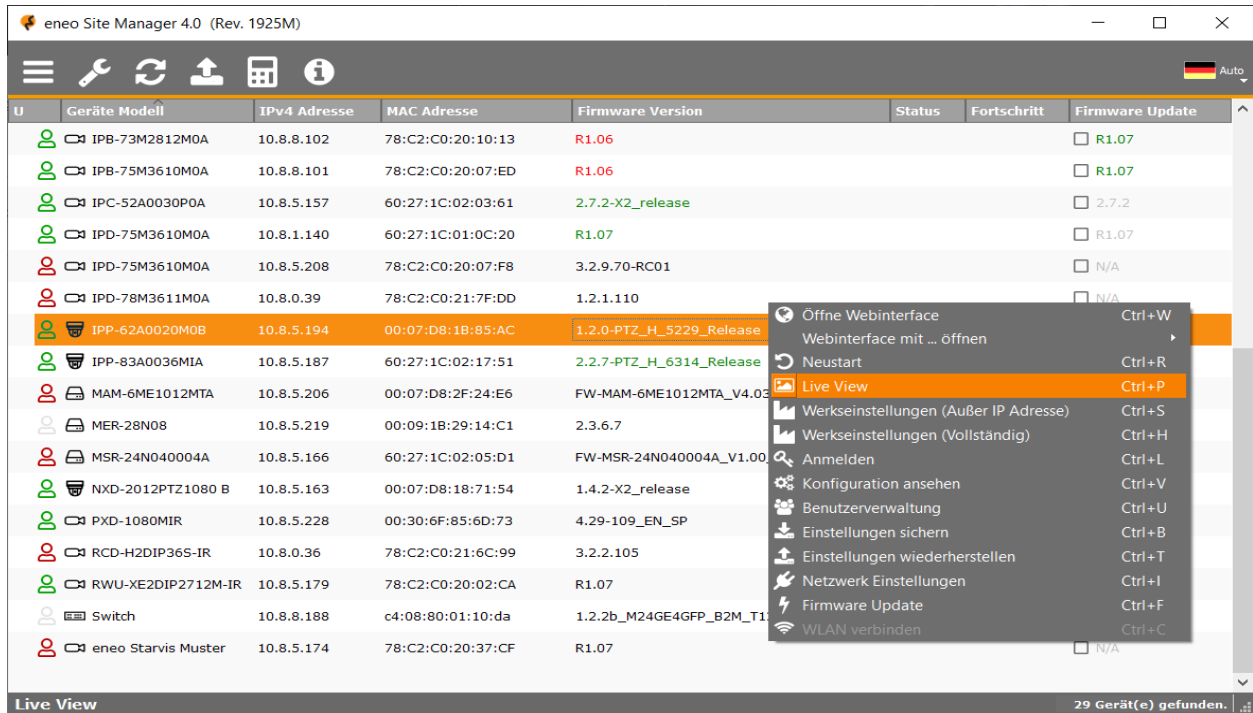 eneo Site Manager 4.0 (Rev. 1925M)
Auto
U Geräte Modell IPv4 Adresse MAC Adresse Firmware Version Status Fortschritt Firmware Update
IPB-73M2812M0A 10.8.8.102 78:C2:C0:20:10:13 R1.06 R1.07
IPB-75M3610M0A 10.8.8.101 78:C2:C0:20:07:ED R1.06 R1.07
IPC-52A0030P0A 10.8.5.157 60:27:1C:02:03:61 2.7.2-X2_release 2.7.2
IPD-75M3610M0A 10.8.1.140 60:27:1C:01:0C:20 R1.07 R1.07
IPD-75M3610M0A 10.8.5.208 78:C2:C0:20:07:F8 3.2.9.70-RC01 N/A
IPD-78M3611M0A 10.8.0.39 78:C2:C0:21:7F:DD 1.2.1.110 N/A
IPP-62A0020M0B 10.8.5.194 00:07:D8:1B:85:AC 1.2.0-PTZ_H_5229_Release
IPP-83A0036MIA 10.8.5.187 60:27:1C:02:17:51 2.2.7-PTZ_H_6314_Release
MAM-6ME1012MTA 10.8.5.206 00:07:D8:2F:24:E6 FW-MAM-6ME1012MTA_V4.03
MER-28N08 10.8.5.219 00:09:1B:29:14:C1 2.3.6.7
MSR-24N040004A 10.8.5.166 60:27:1C:02:05:D1 FW-MSR-24N040004A_V1.00
NXD-2012PTZ1080 B 10.8.5.163 00:07:D8:18:71:54 1.4.2-X2_release
PXD-1080MIR 10.8.5.228 00:30:6F:85:6D:73 4.29-109_EN_SP
RCD-H2DIP36S-IR 10.8.0.36 78:C2:C0:21:6C:99 3.2.2.105
RWU-XE2DIP2712M-IR 10.8.5.179 78:C2:C0:20:02:CA R1.07
Switch 10.8.8.188 c4:08:80:01:10:da 1.2.2b_M24GE4GFP_B2M_T1
eneo Starvis Muster 10.8.5.174 78:C2:C0:20:37:CF R1.07 N/A
Öffne Webinterface Ctrl+W
Webinterface mit ... öffnen
Neustart Ctrl+R
Live View Ctrl+P
Werkseinstellungen (Außer IP Adresse) Ctrl+S
Werkseinstellungen (Vollständig) Ctrl+H
Anmelden Ctrl+L
Konfiguration ansehen Ctrl+V
Benutzerverwaltung Ctrl+U
Einstellungen sichern Ctrl+B
Einstellungen wiederherstellen Ctrl+T
Netzwerk Einstellungen Ctrl+I
Firmware Update Ctrl+F
WLAN verbinden Ctrl+C
Live View 29 Gerät(e) gefunden.